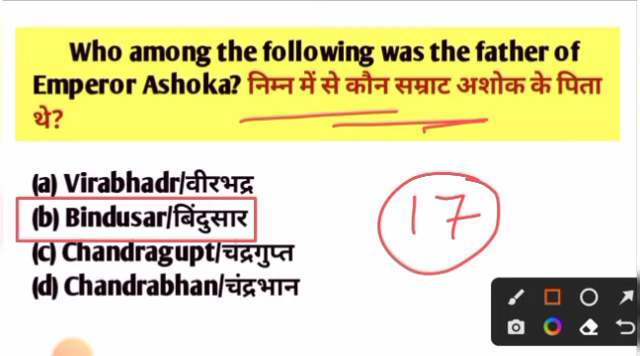 Who among the following was the father of
Emperor Ashoka? निम्न में से कौन सम्राट अशोक के पिता
थे?
(a) Virabhadr/वीरभद्र
(b) Bindusar/बिंदुसार
17
(c) Chandragupt/चद्रगुप्त
(d) Chandrabhan/चंद्रभान